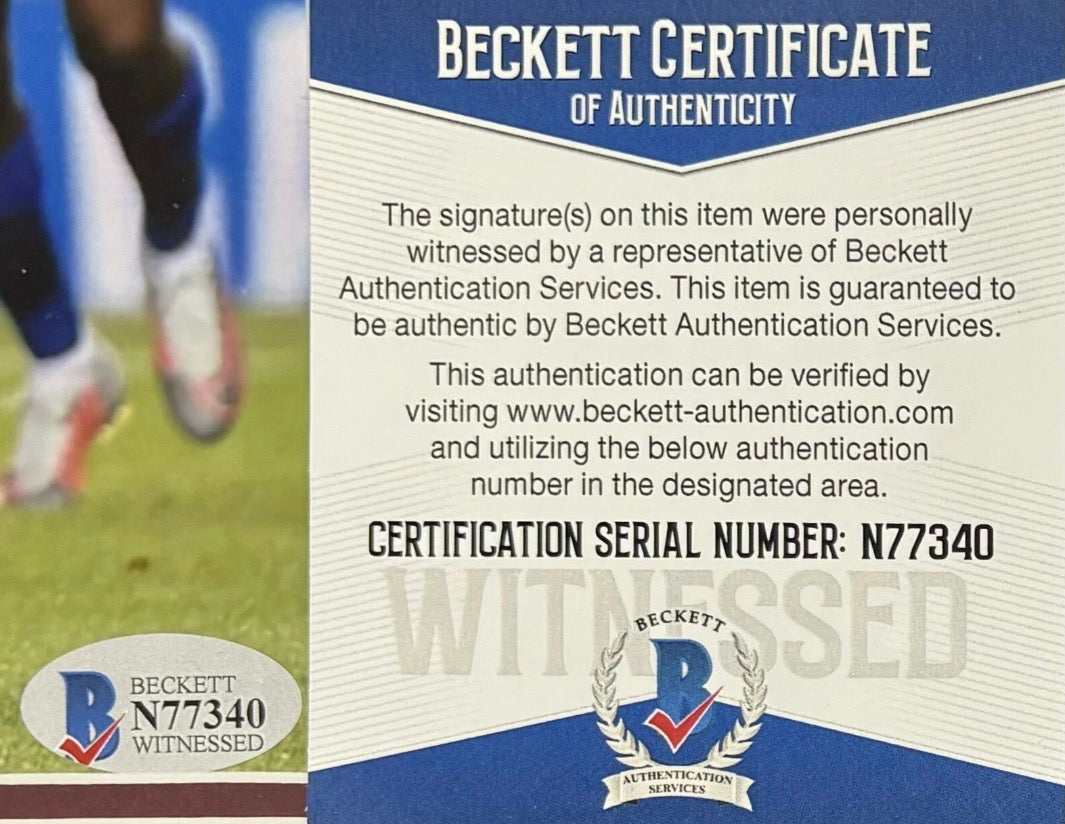 BECKETT CERTIFICATE
OF AUTHENTICITY
The signature(s) on this item were personally
witnessed by a representative of Beckett
Authentication Services. This item is guaranteed to
be authentic by Beckett Authentication Services.
This authentication can be verified by
visiting www.beckett-authentication.com
and utilizing the below authentication
number in the designated area.
CERTIFICATION SERIAL NUMBER: N77340
WITNESSED
BECKETT
B
AUTHENTICATION
SERVICES
B
BECKETT
N77340
WITNESSED